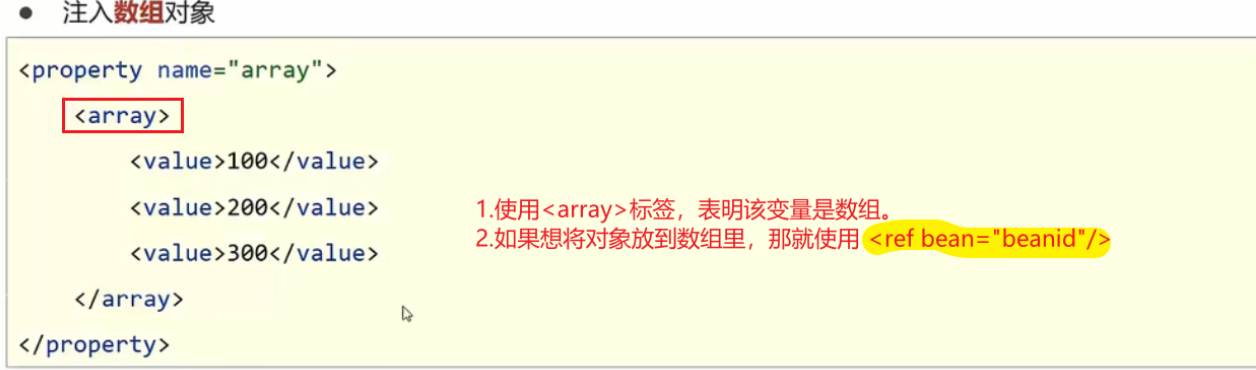 ● 注入数组对象
<property name="array">
<array>
<value>100</value>
<value>200</value>
<value>300</value>
</array>
</property>
1.使用<array>标签，表明该变量是数组。
2.如果想将对象放到数组里，那就使用 <ref bean="beanid"/>